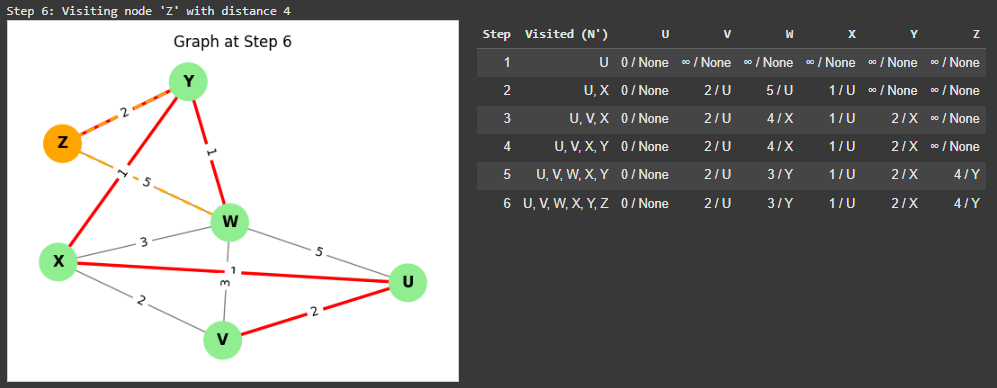 Step 6: Visiting node 'Z' with distance 4
Graph at Step 6
Y
2
Z
1
1
5
W
X
3
5
1
U
3
2
2
V
Step Visited (N') U V W X Y Z
1 U 0 / None ∞ / None ∞ / None ∞ / None ∞ / None ∞ / None
2 U, X 0 / None 2 / U 5 / U 1 / U ∞ / None ∞ / None
3 U, V, X 0 / None 2 / U 4 / X 1 / U 2 / X ∞ / None
4 U, V, X, Y 0 / None 2 / U 4 / X 1 / U 2 / X ∞ / None
5 U, V, W, X, Y 0 / None 2 / U 3 / Y 1 / U 2 / X 4 / Y
6 U, V, W, X, Y, Z 0 / None 2 / U 3 / Y 1 / U 2 / X 4 / Y